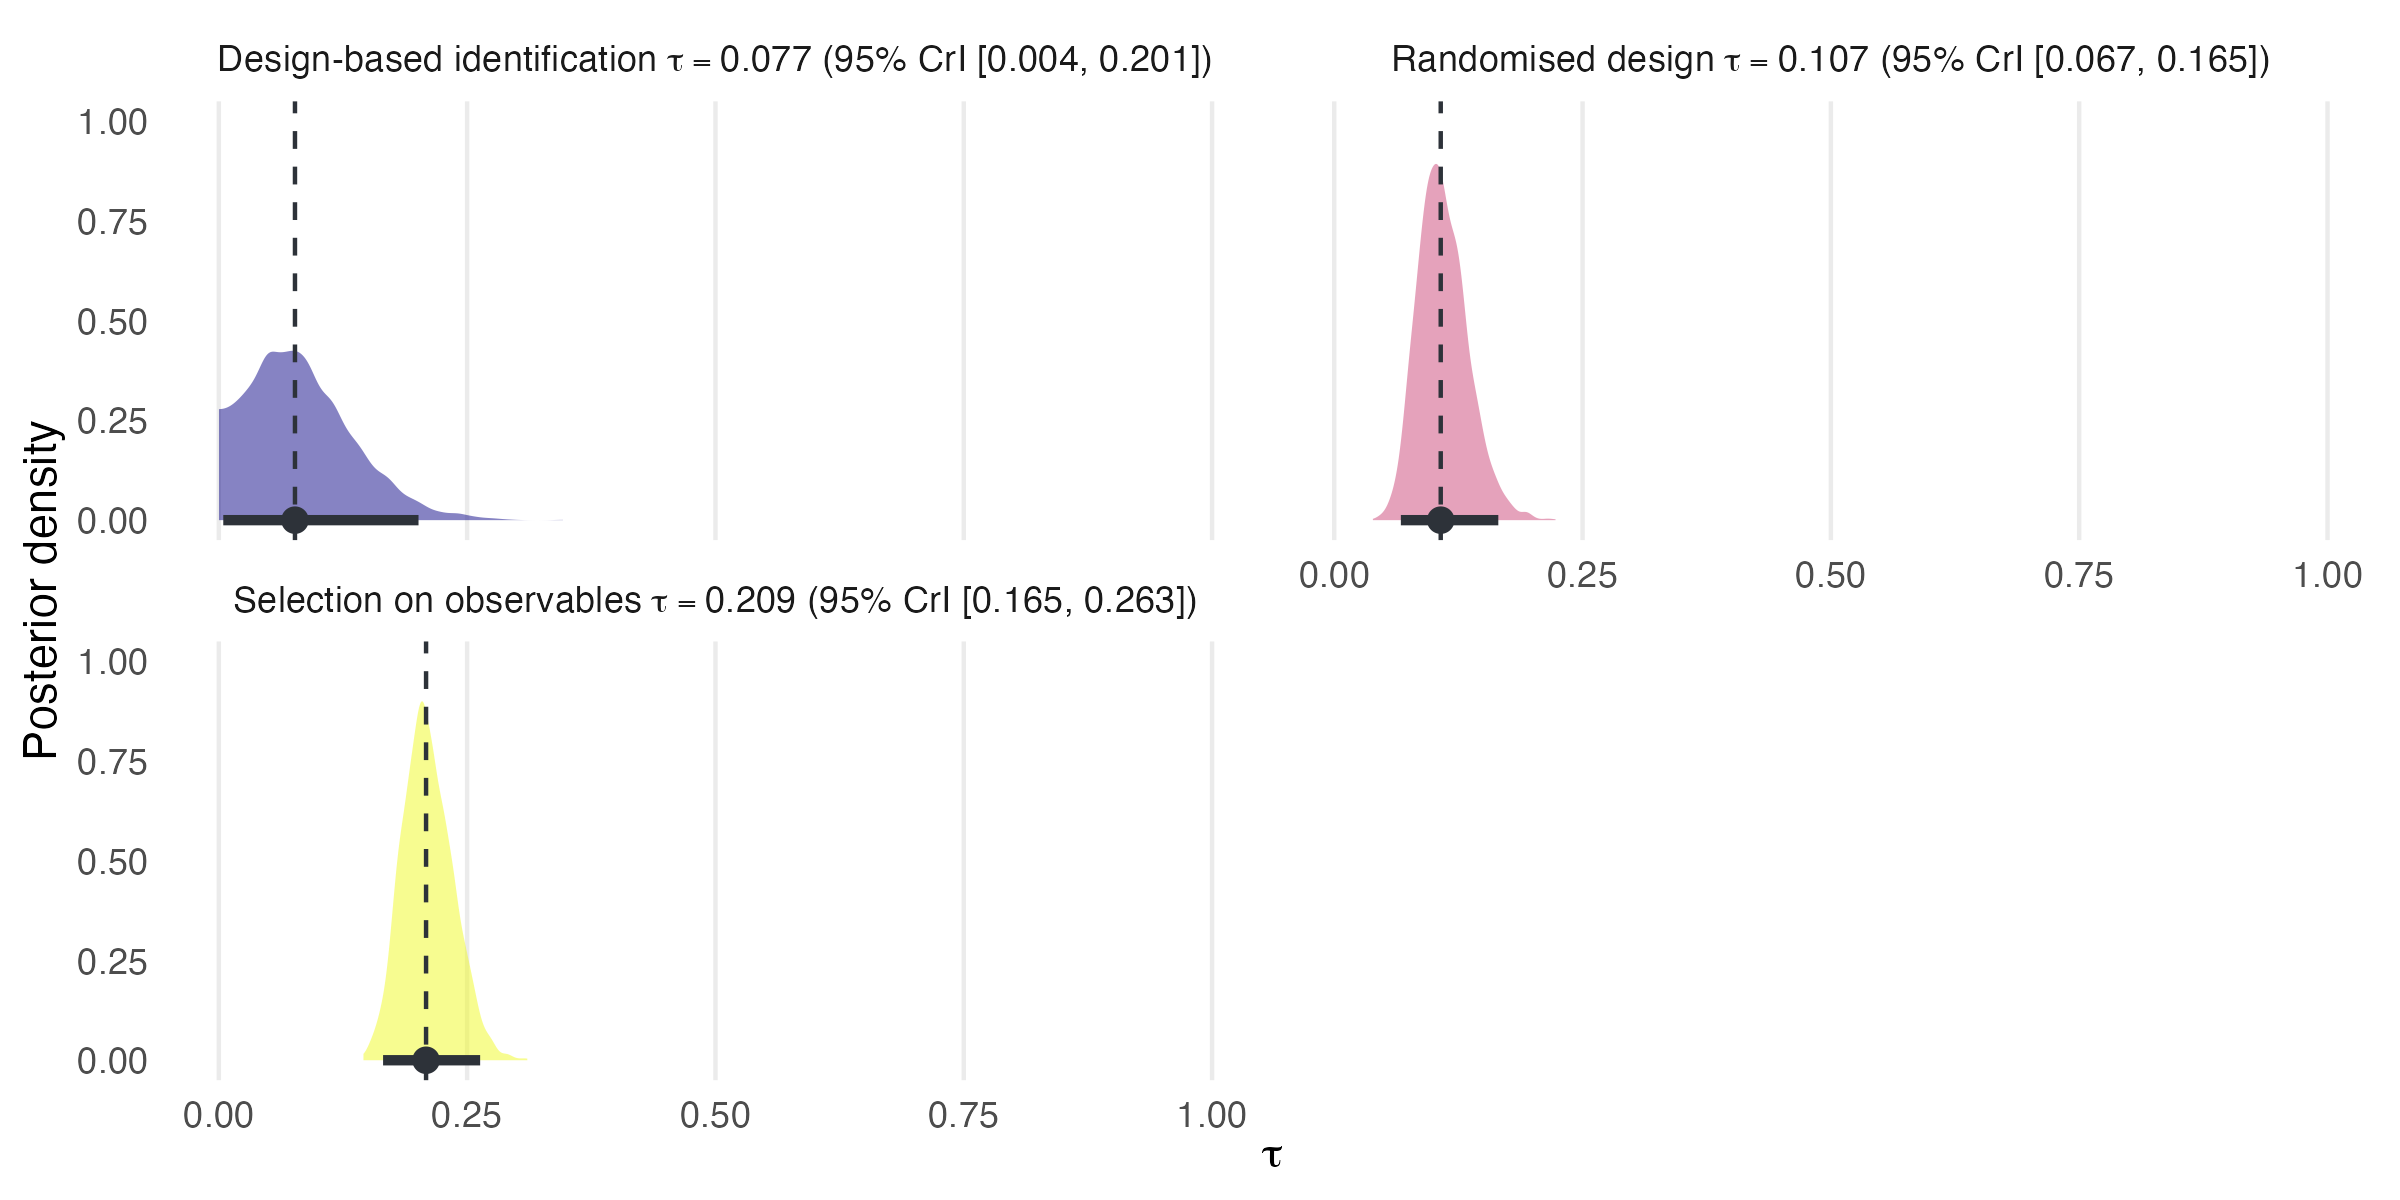 Design-based identification τ = 0.077 (95% CrI [0.004, 0.201])
Randomised design τ = 0.107 (95% CrI [0.067, 0.165])
1.00
0.75
0.50
0.25
0.00
0.00 0.25 0.50 0.75 1.00
Posterior density
Selection on observables τ = 0.209 (95% CrI [0.165, 0.263])
1.00
0.75
0.50
0.25
0.00
0.00 0.25 0.50 0.75 1.00
τ